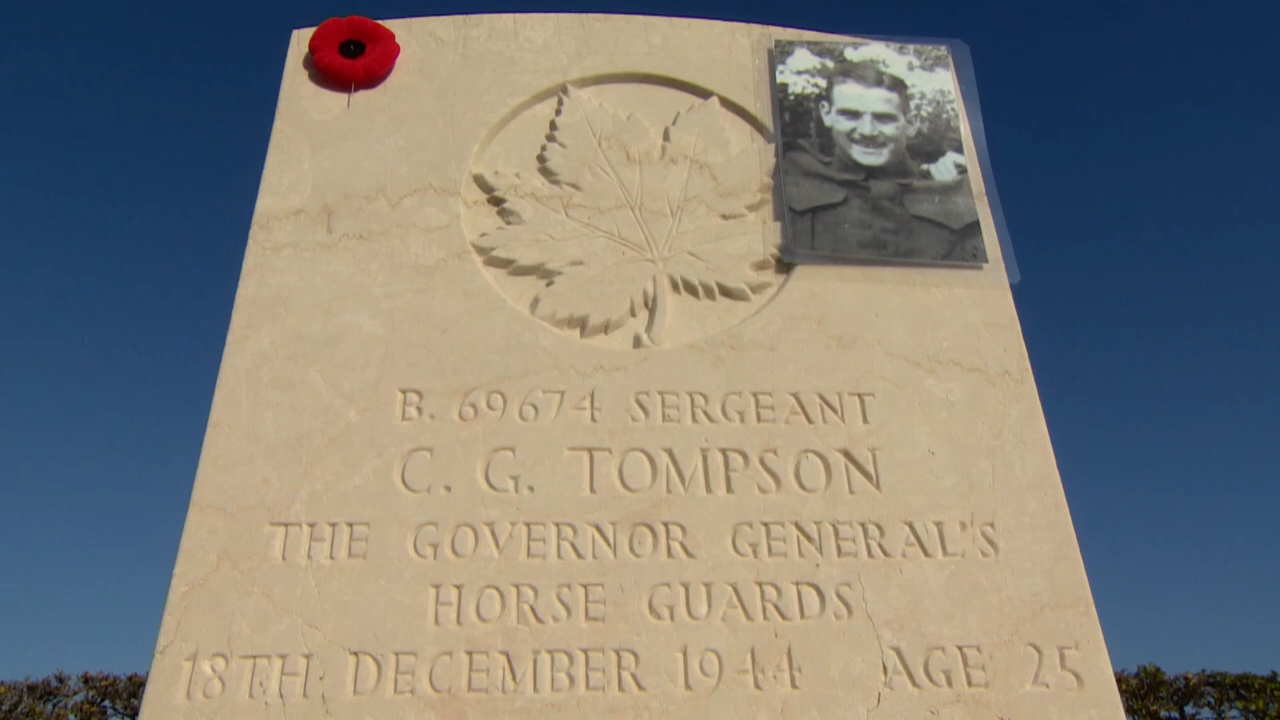 B. 69674 SERGEANT
C. G. TOMPSON
THE GOVERNOR GENERAL'S
HORSE GUARDS
18TH DECEMBER 1944 AGE 25